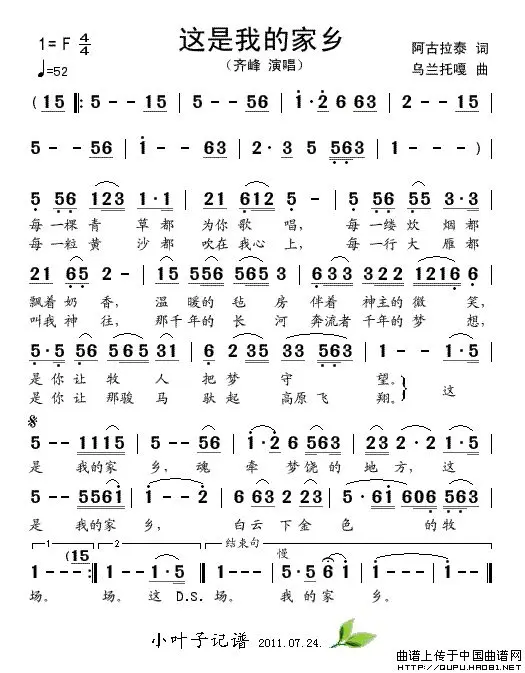 这是我的家乡
1=F 4/4
（齐峰 演唱）
阿古拉泰 词
♩=52
乌兰托嘎 曲
( 15 |: 5 - - 15 | 5 - - 56 | 1·2 6 63 |
5 - - 56 | 1 - - 63 | 2·3 5 563 | 1 - - ) |
5 56 123 1·1 | 21 612 5 - | 5 56 55 3·3 |
每一棵青草都 为你歌唱， 每一缕炊烟都
每一粒黄沙都 吹在我心上， 每一行大雁都
21 65 2 - | 15 556 565 | 633 322 1216 6 |
飘着奶香， 温暖的毡房 伴着神主的微笑，
叫我神往， 那千年的长河 奔流者千年的梦想，
5·5 56 565 31 | 6 235 33 563 | 1 - - 1·5 |
是你让牧人 把梦守望。 这
是你让那骏马 驮起高原飞翔。
5 - - 1115 | 5 - - 56 | 1·2 6 563 | 23 2·2 1·5 |
是 我的家乡，魂牵梦饶的地方，这
5 - - 5561 | 1 - - 2 | 6 63 2 23 | 5·61 606 563 |
是 我的家乡， 白云下金色 的牧
1 (15 2 结束句 慢
1 - - - :| 1 - - 1·5 | 1 - - - | 5·5 6 1 | 1 - - - |
场。 场。 这 D.S. 场。 我的家乡。
小叶子记谱 2011.07.24.
曲谱上传于中国曲谱网
http://QUPU.HAO81.NET